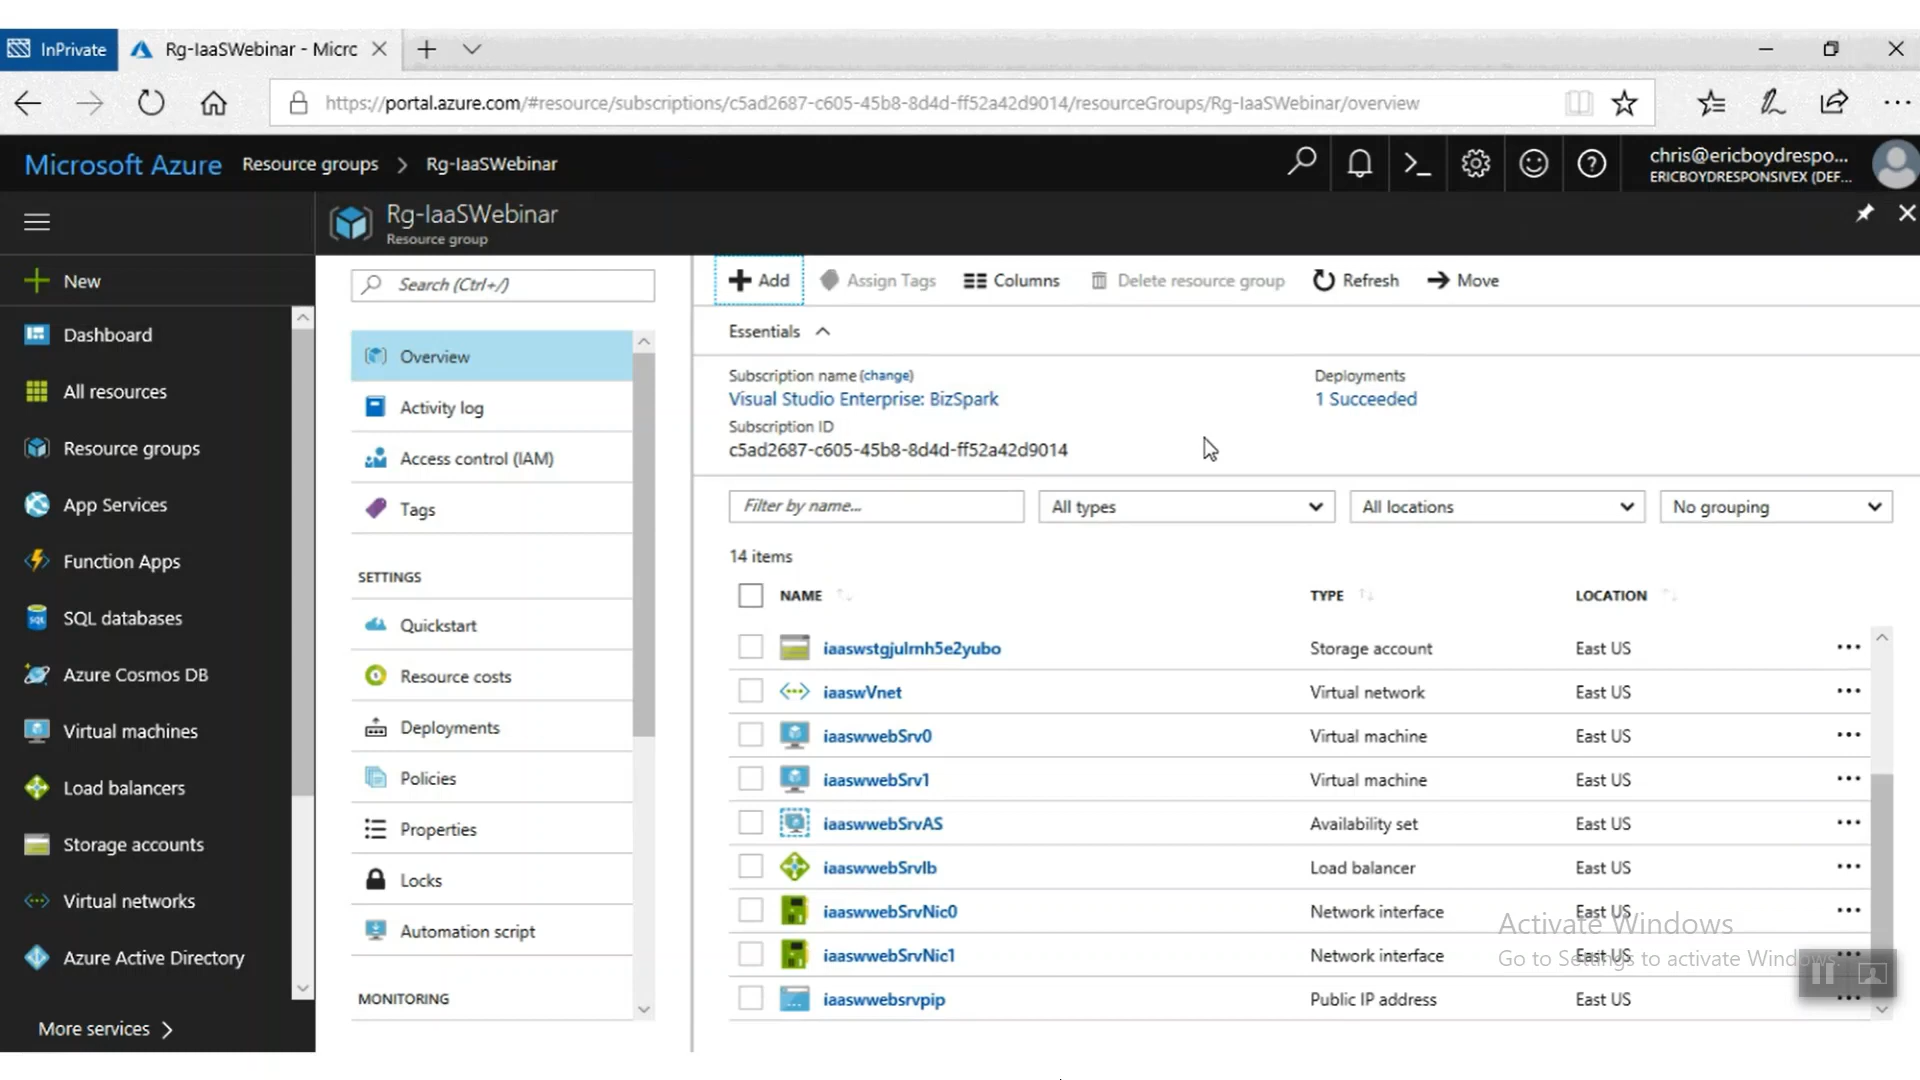 InPrivate
Rg-IaaSWebinar - Micrc
https://portal.azure.com/#resource/subscriptions/c5ad2687-c605-45b8-8d4d-ff52a42d9014/resourceGroups/Rg-IaaSWebinar/overview
Microsoft Azure Resource groups > Rg-IaaSWebinar
chris@ericboydrespo...
ERICBOYDRESPONSIVEX (DEF...
Rg-IaaSWebinar
Resource group
New
Dashboard
All resources
Resource groups
App Services
Function Apps
SQL databases
Azure Cosmos DB
Virtual machines
Load balancers
Storage accounts
Virtual networks
Azure Active Directory
More services >
Search (Ctrl+/)
Overview
Activity log
Access control (IAM)
Tags
SETTINGS
Quickstart
Resource costs
Deployments
Policies
Properties
Locks
Automation script
MONITORING
Add Assign Tags Columns Delete resource group Refresh Move
Essentials
Subscription name (change)
Visual Studio Enterprise: BizSpark
Subscription ID
c5ad2687-c605-45b8-8d4d-ff52a42d9014
Deployments
1 Succeeded
Filter by name... All types All locations No grouping
14 items
NAME TYPE LOCATION
iaaswstgjulrnh5e2yubo Storage account East US ...
iaaswVnet Virtual network East US ...
iaaswwebSrv0 Virtual machine East US ...
iaaswwebSrv1 Virtual machine East US ...
iaaswwebSrvAS Availability set East US ...
iaaswwebSrvlb Load balancer East US ...
iaaswwebSrvNic0 Network interface East US ...
iaaswwebSrvNic1 Network interface East US ...
iaaswwebsrvpip Public IP address East US ...
Activate Windows
Go to Settings to activate Windows.